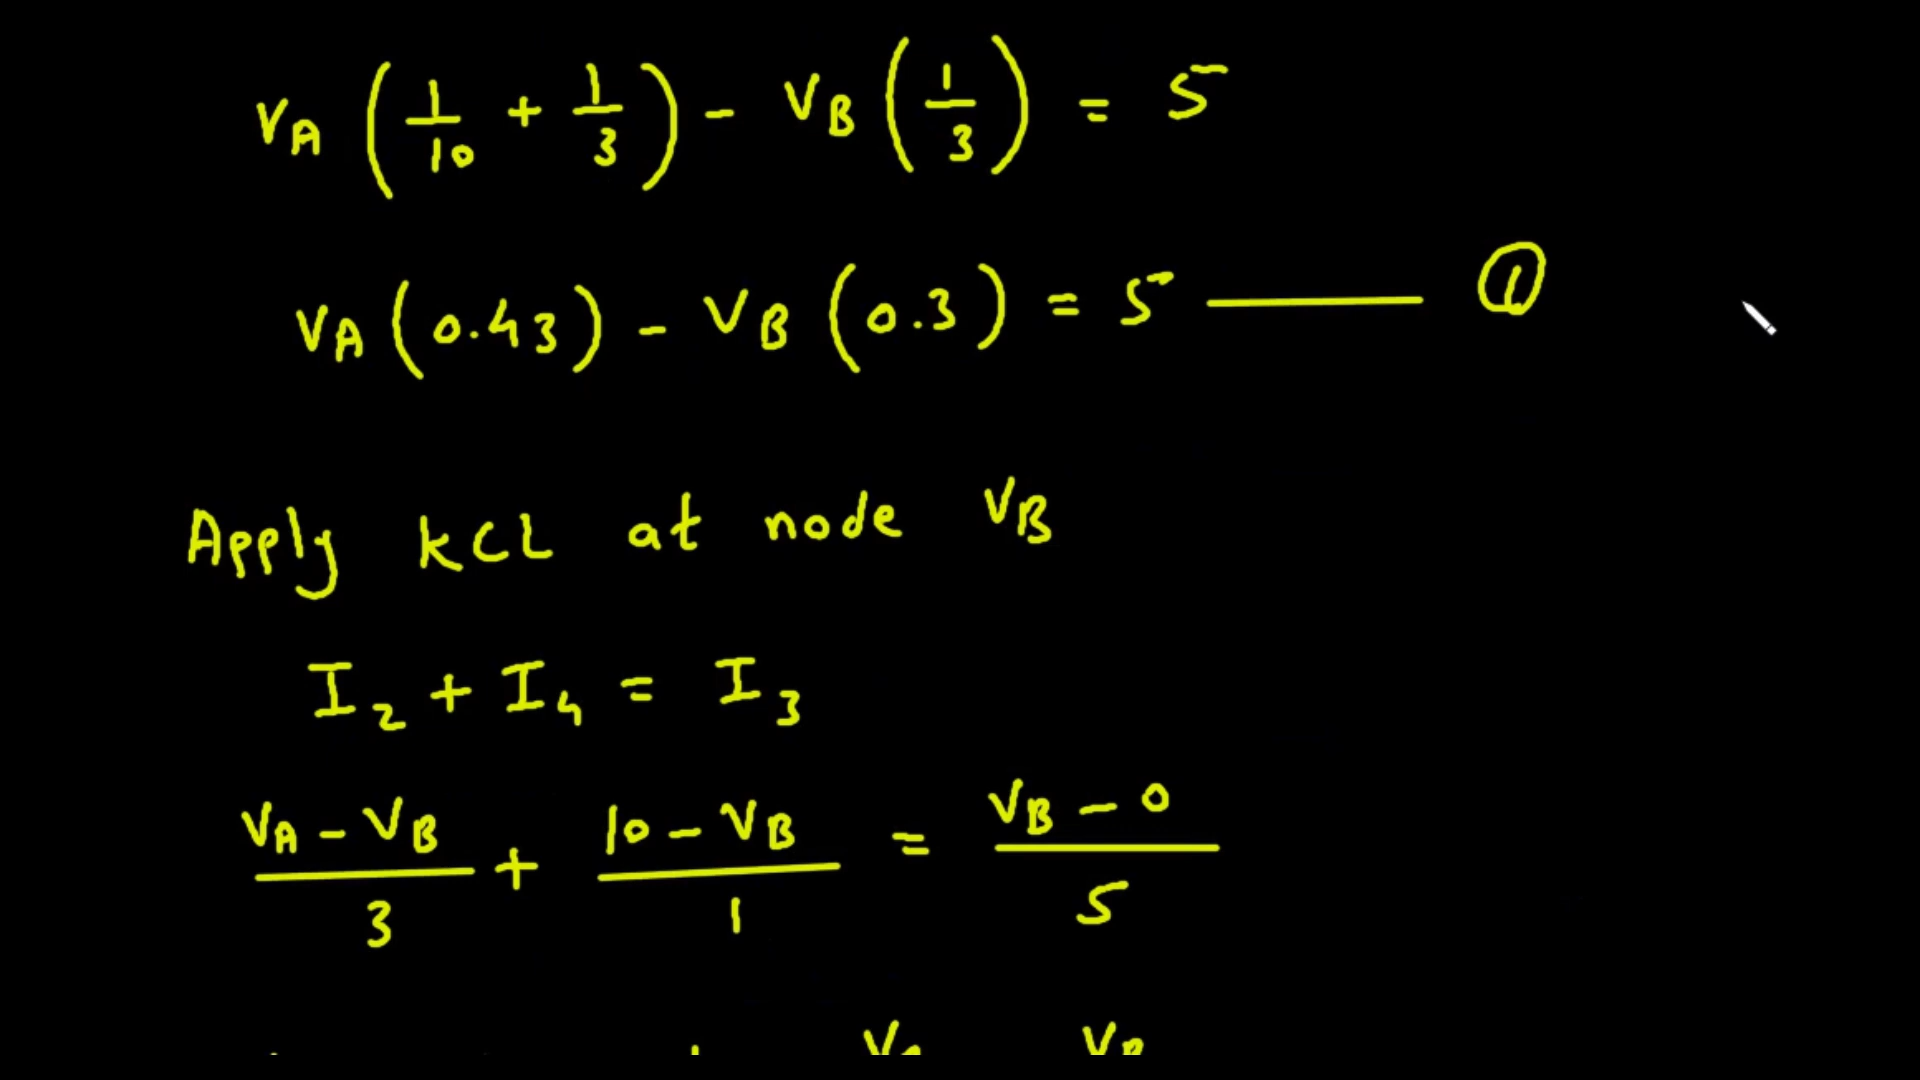 VA (1/10 + 1/3) - VB (1/3) = 5
VA (0.43) - VB (0.3) = 5 ——— ①
Apply KCL at node VB
I2 + I4 = I3
VA - VB / 3 + 10 - VB / 1 = VB - 0 / 5